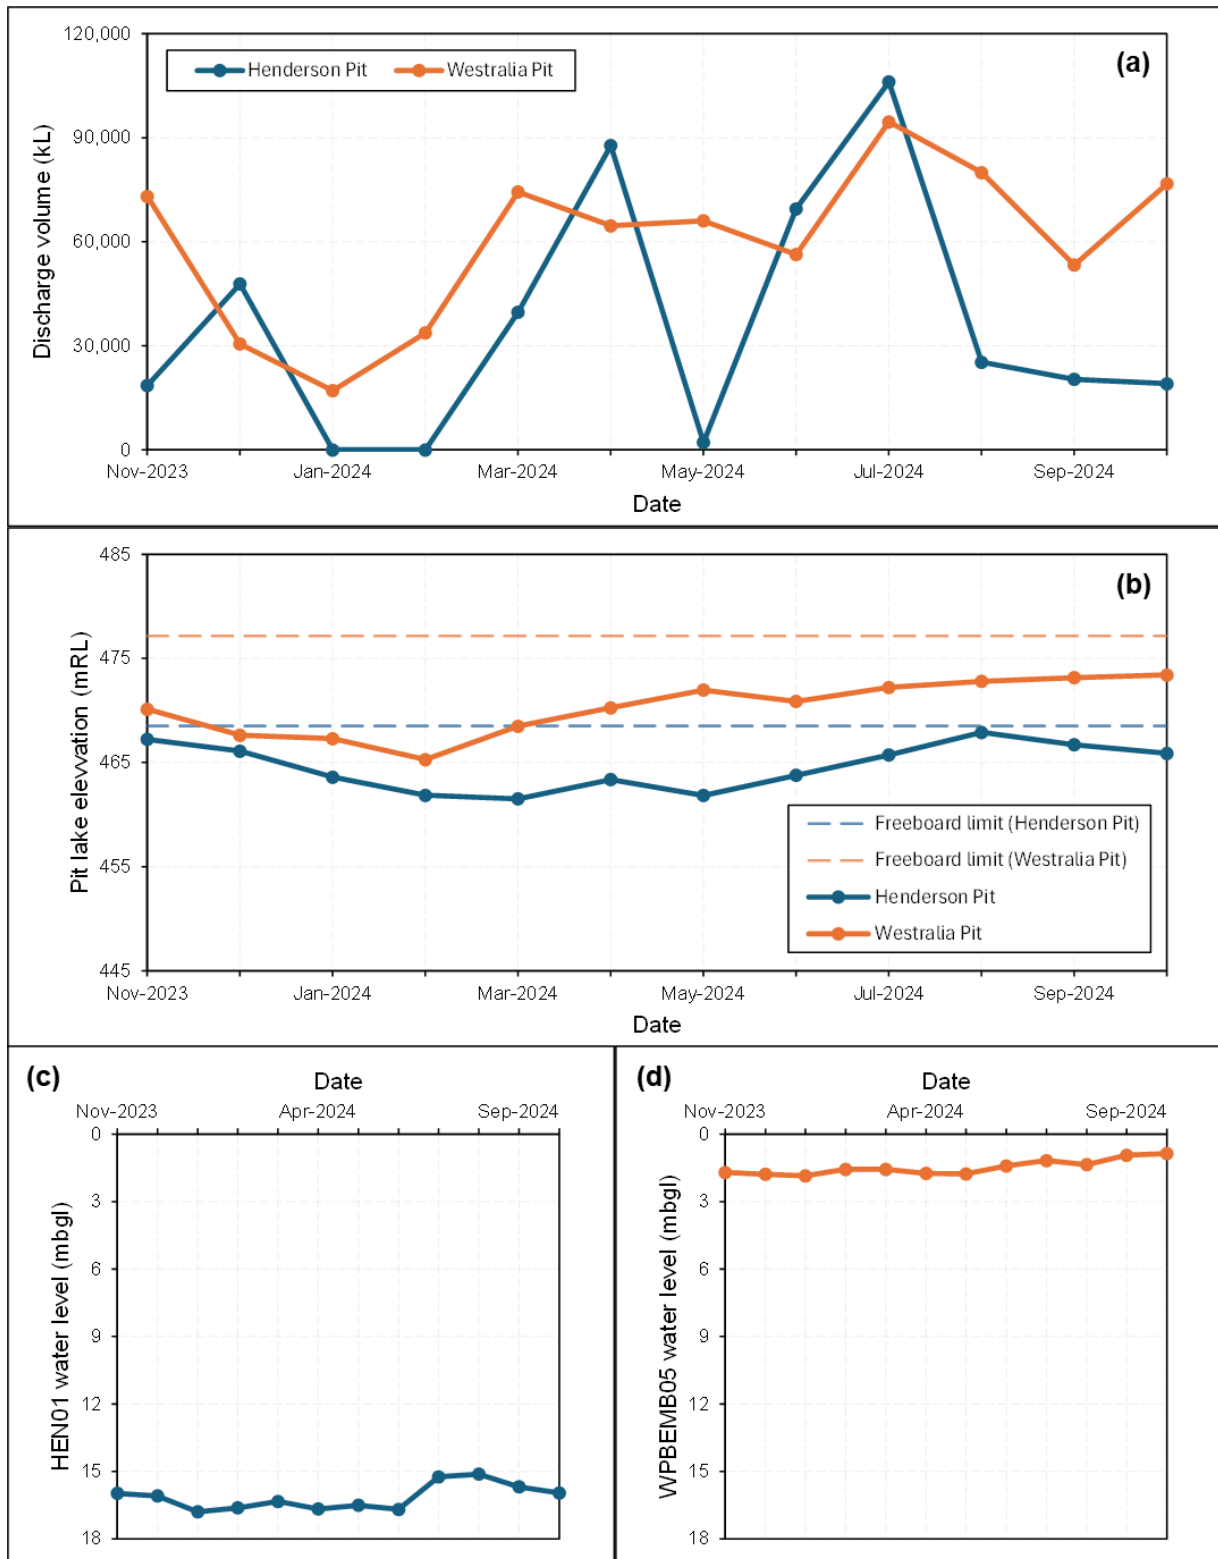 120,000
90,000
60,000
30,000
0
Discharge volume (kL)
Henderson Pit
Westralia Pit
(a)
Nov-2023
Jan-2024
Mar-2024
May-2024
Jul-2024
Sep-2024
Date
485
475
465
455
445
Pit lake elevvation (mRL)
(b)
Freeboard limit (Henderson Pit)
Freeboard limit (Westralia Pit)
Henderson Pit
Westralia Pit
Nov-2023
Jan-2024
Mar-2024
May-2024
Jul-2024
Sep-2024
Date
(c)
Date
Nov-2023
Apr-2024
Sep-2024
0
3
6
9
12
15
18
HEN01 water level (mbgl)
(d)
Date
Nov-2023
Apr-2024
Sep-2024
0
3
6
9
12
15
18
WPBEMB05 water level (mbgl)